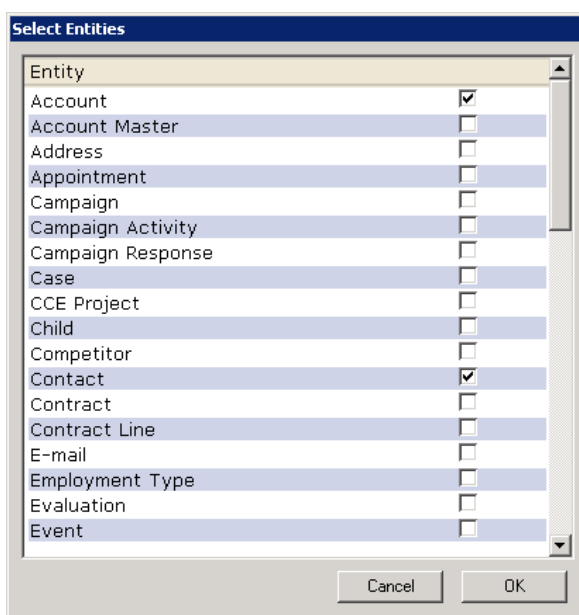 Select Entities
Entity
Account
Account Master
Address
Appointment
Campaign
Campaign Activity
Campaign Response
Case
CCE Project
Child
Competitor
Contact
Contract
Contract Line
E-mail
Employment Type
Evaluation
Event
Cancel OK